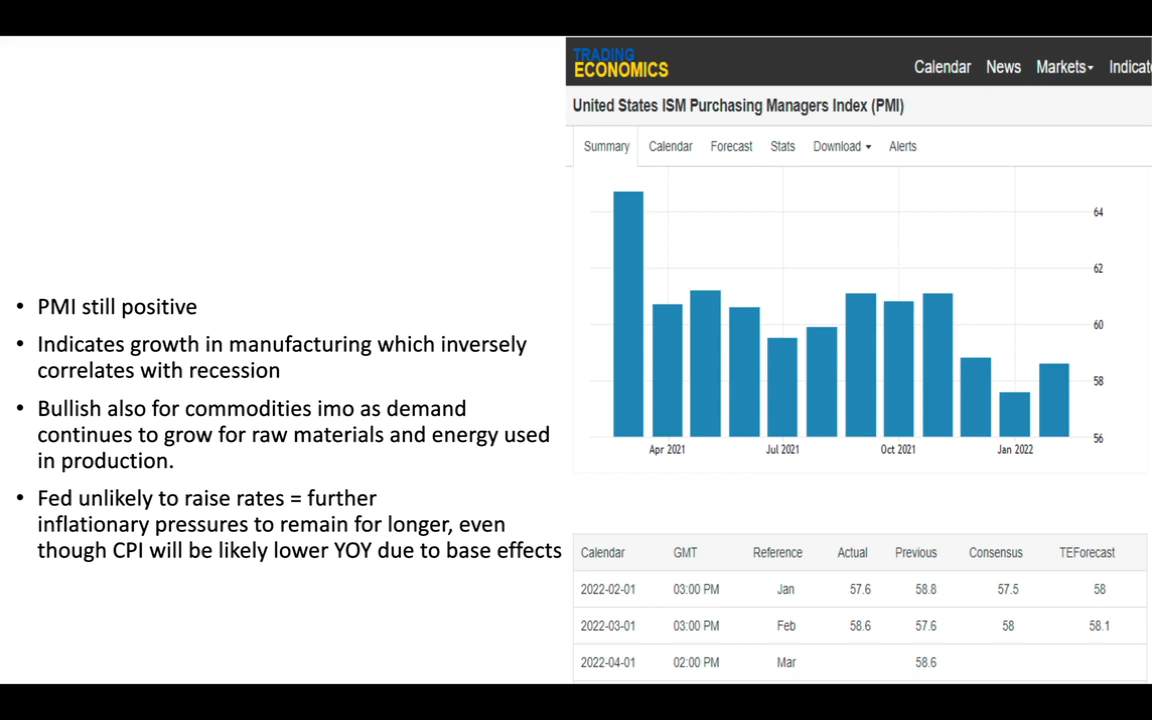 • PMI still positive
• Indicates growth in manufacturing which inversely
correlates with recession
• Bullish also for commodities imo as demand
continues to grow for raw materials and energy used
in production.
• Fed unlikely to raise rates = further
inflationary pressures to remain for longer, even
though CPI will be likely lower YOY due to base effects
TRADING
ECONOMICS
Calendar News Markets Indicat
United States ISM Purchasing Managers Index (PMI)
Summary Calendar Forecast Stats Download Alerts
64
62
60
58
56
Apr 2021 Jul 2021 Oct 2021 Jan 2022
Calendar GMT Reference Actual Previous Consensus TEForecast
2022-02-01 03:00 PM Jan 57.6 58.8 57.5 58
2022-03-01 03:00 PM Feb 58.6 57.6 58 58.1
2022-04-01 02:00 PM Mar 58.6